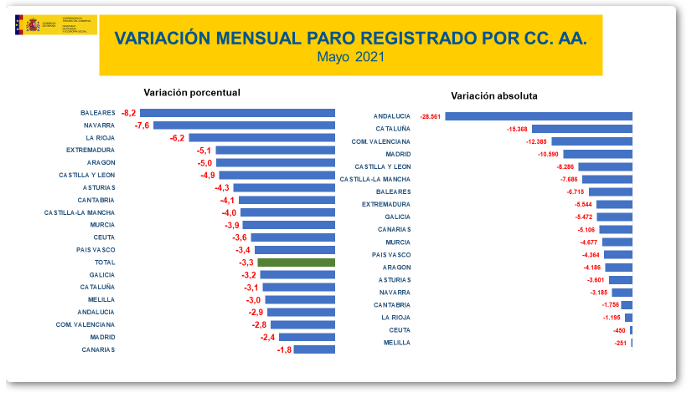 VARIACIÓN MENSUAL PARO REGISTRADO POR CC. AA.
Mayo 2021
Variación porcentual
BALEARES -8,2
NAVARRA -7,6
LA RIOJA -6,2
EXTREMADURA -5,1
ARAGON -5,0
CASTILLA Y LEON -4,9
ASTURIAS -4,3
CANTABRIA -4,1
CASTILLA-LA MANCHA -4,0
MURCIA -3,9
CEUTA -3,6
PAIS VASCO -3,4
TOTAL -3,3
GALICIA -3,2
CATALUÑA -3,1
MELILLA -3,0
ANDALUCIA -2,9
COM. VALENCIANA -2,8
MADRID -2,4
CANARIAS -1,8
Variación absoluta
ANDALUCIA -28.561
CATALUÑA -15.368
COM. VALENCIANA -12.385
MADRID -10.590
CASTILLA Y LEON -8.286
CASTILLA-LA MANCHA -7.686
BALEARES -6.715
EXTREMADURA -5.544
GALICIA -5.472
CANARIAS -5.106
MURCIA -4.677
PAIS VASCO -4.364
ARAGON -4.186
ASTURIAS -3.601
NAVARRA -3.185
CANTABRIA -1.756
LA RIOJA -1.195
CEUTA -450
MELILLA -251